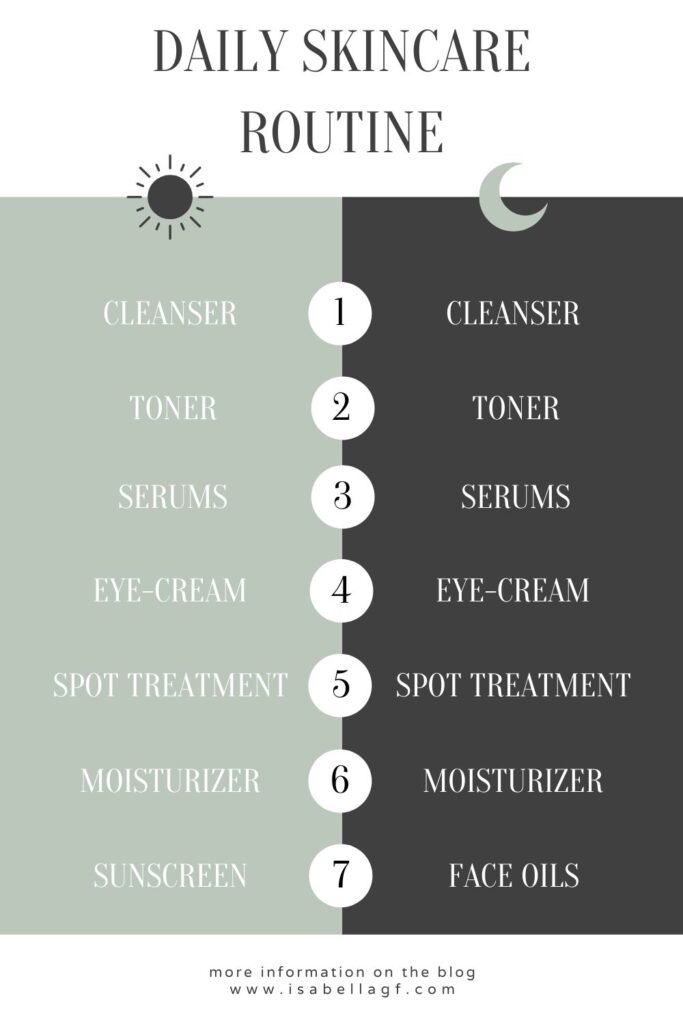 DAILY SKINCARE
ROUTINE
CLEANSER 1 CLEANSER
TONER 2 TONER
SERUMS 3 SERUMS
EYE-CREAM 4 EYE-CREAM
SPOT TREATMENT 5 SPOT TREATMENT
MOISTURIZER 6 MOISTURIZER
SUNSCREEN 7 FACE OILS
more information on the blog
www.isabellagf.com